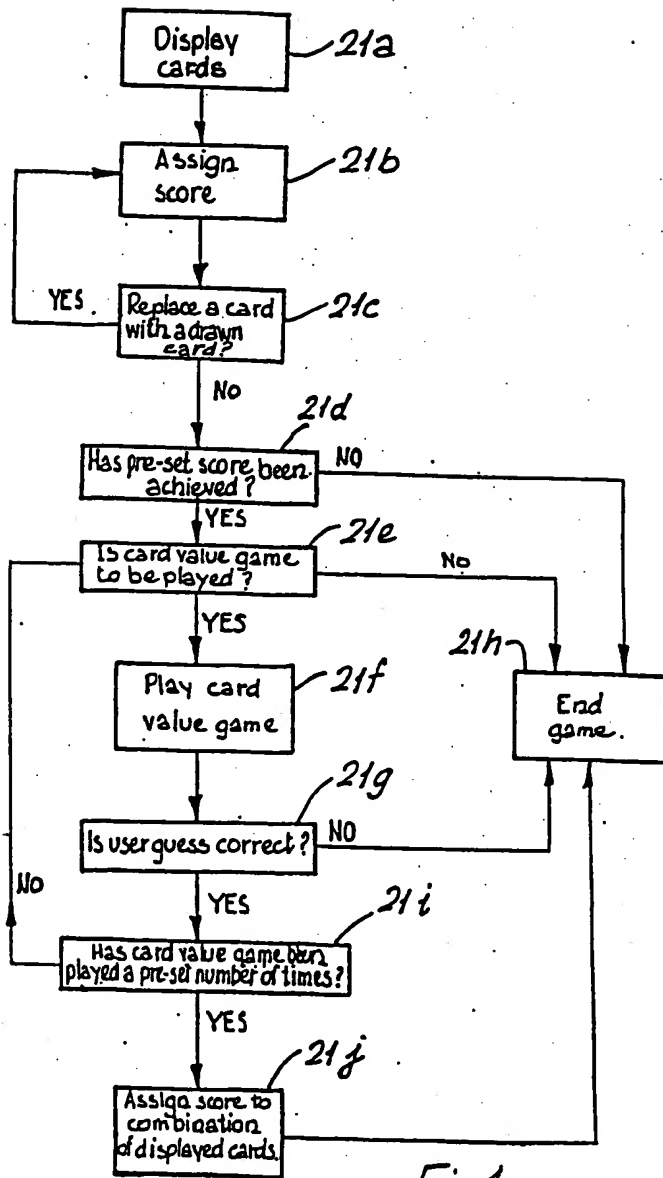 Display
cards
21a
Assign
score
21b
YES
Replace a card
with a drawn
card?
21c
NO
21d
Has pre-set score been
achieved?
NO
YES
21e
Is card value game
to be played?
No
YES
21f
Play card
value game
21h
End
game.
21g
Is user guess correct?
NO
NO
YES
21i
Has card value game been
played a pre-set number of times?
YES
21j
Assign score to
combination
of displayed cards.